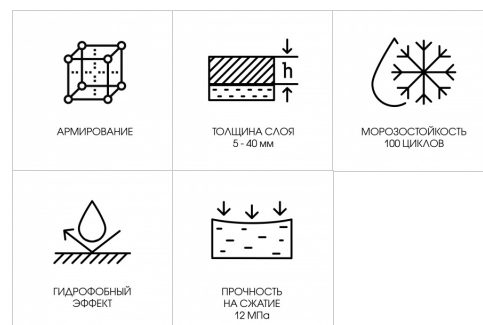 h
АРМИРОВАНИЕ
ТОЛЩИНА СЛОЯ
5 - 40 мм
МОРОЗОСТОЙКОСТЬ
100 ЦИКЛОВ
ГИДРОФОБНЫЙ
ЭФФЕКТ
ПРОЧНОСТЬ
НА СЖАТИЕ
12 МПа